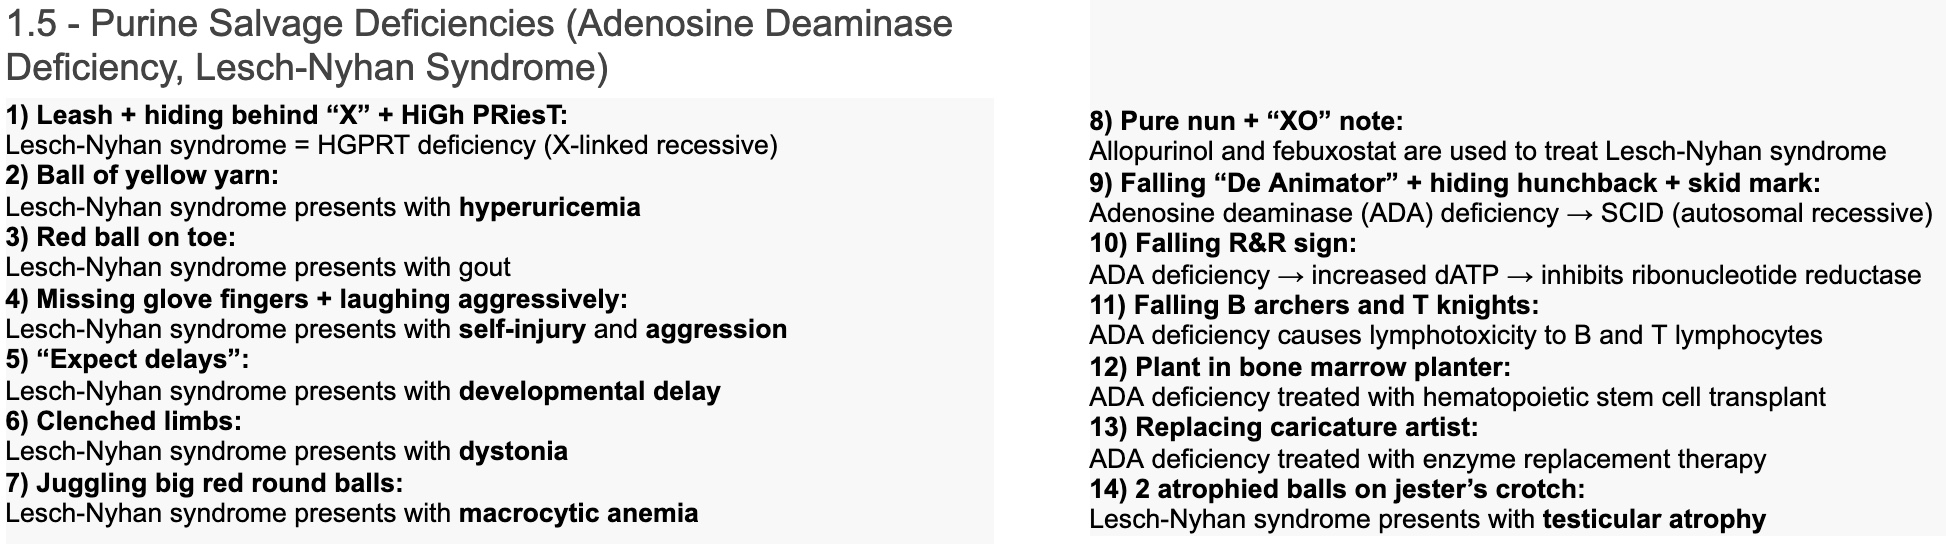 1.5 - Purine Salvage Deficiencies (Adenosine Deaminase
Deficiency, Lesch-Nyhan Syndrome)
1) Leash + hiding behind “X” + HiGh PRiesT:
Lesch-Nyhan syndrome = HGPRT deficiency (X-linked recessive)
2) Ball of yellow yarn:
Lesch-Nyhan syndrome presents with hyperuricemia
3) Red ball on toe:
Lesch-Nyhan syndrome presents with gout
4) Missing glove fingers + laughing aggressively:
Lesch-Nyhan syndrome presents with self-injury and aggression
5) “Expect delays”:
Lesch-Nyhan syndrome presents with developmental delay
6) Clenched limbs:
Lesch-Nyhan syndrome presents with dystonia
7) Juggling big red round balls:
Lesch-Nyhan syndrome presents with macrocytic anemia
8) Pure nun + “XO” note:
Allopurinol and febuxostat are used to treat Lesch-Nyhan syndrome
9) Falling “De Animator” + hiding hunchback + skid mark:
Adenosine deaminase (ADA) deficiency → SCID (autosomal recessive)
10) Falling R&R sign:
ADA deficiency → increased dATP → inhibits ribonucleotide reductase
11) Falling B archers and T knights:
ADA deficiency causes lymphotoxicity to B and T lymphocytes
12) Plant in bone marrow planter:
ADA deficiency treated with hematopoietic stem cell transplant
13) Replacing caricature artist:
ADA deficiency treated with enzyme replacement therapy
14) 2 atrophied balls on jester’s crotch:
Lesch-Nyhan syndrome presents with testicular atrophy